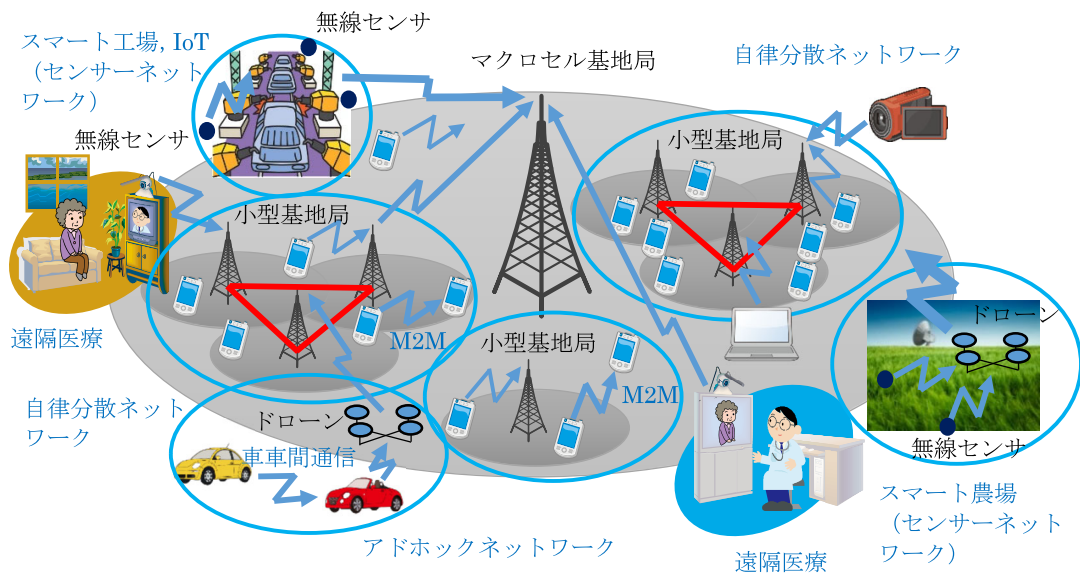 無線センサ
スマート工場, IoT
（センサーネット
ワーク）
マクロセル基地局
自律分散ネットワーク
無線センサ
小型基地局
小型基地局
遠隔医療
M2M
小型基地局
M2M
ドローン
自律分散ネット
ワーク
ドローン
車車間通信
無線センサ
アドホックネットワーク
スマート農場
（センサーネット
ワーク）
遠隔医療